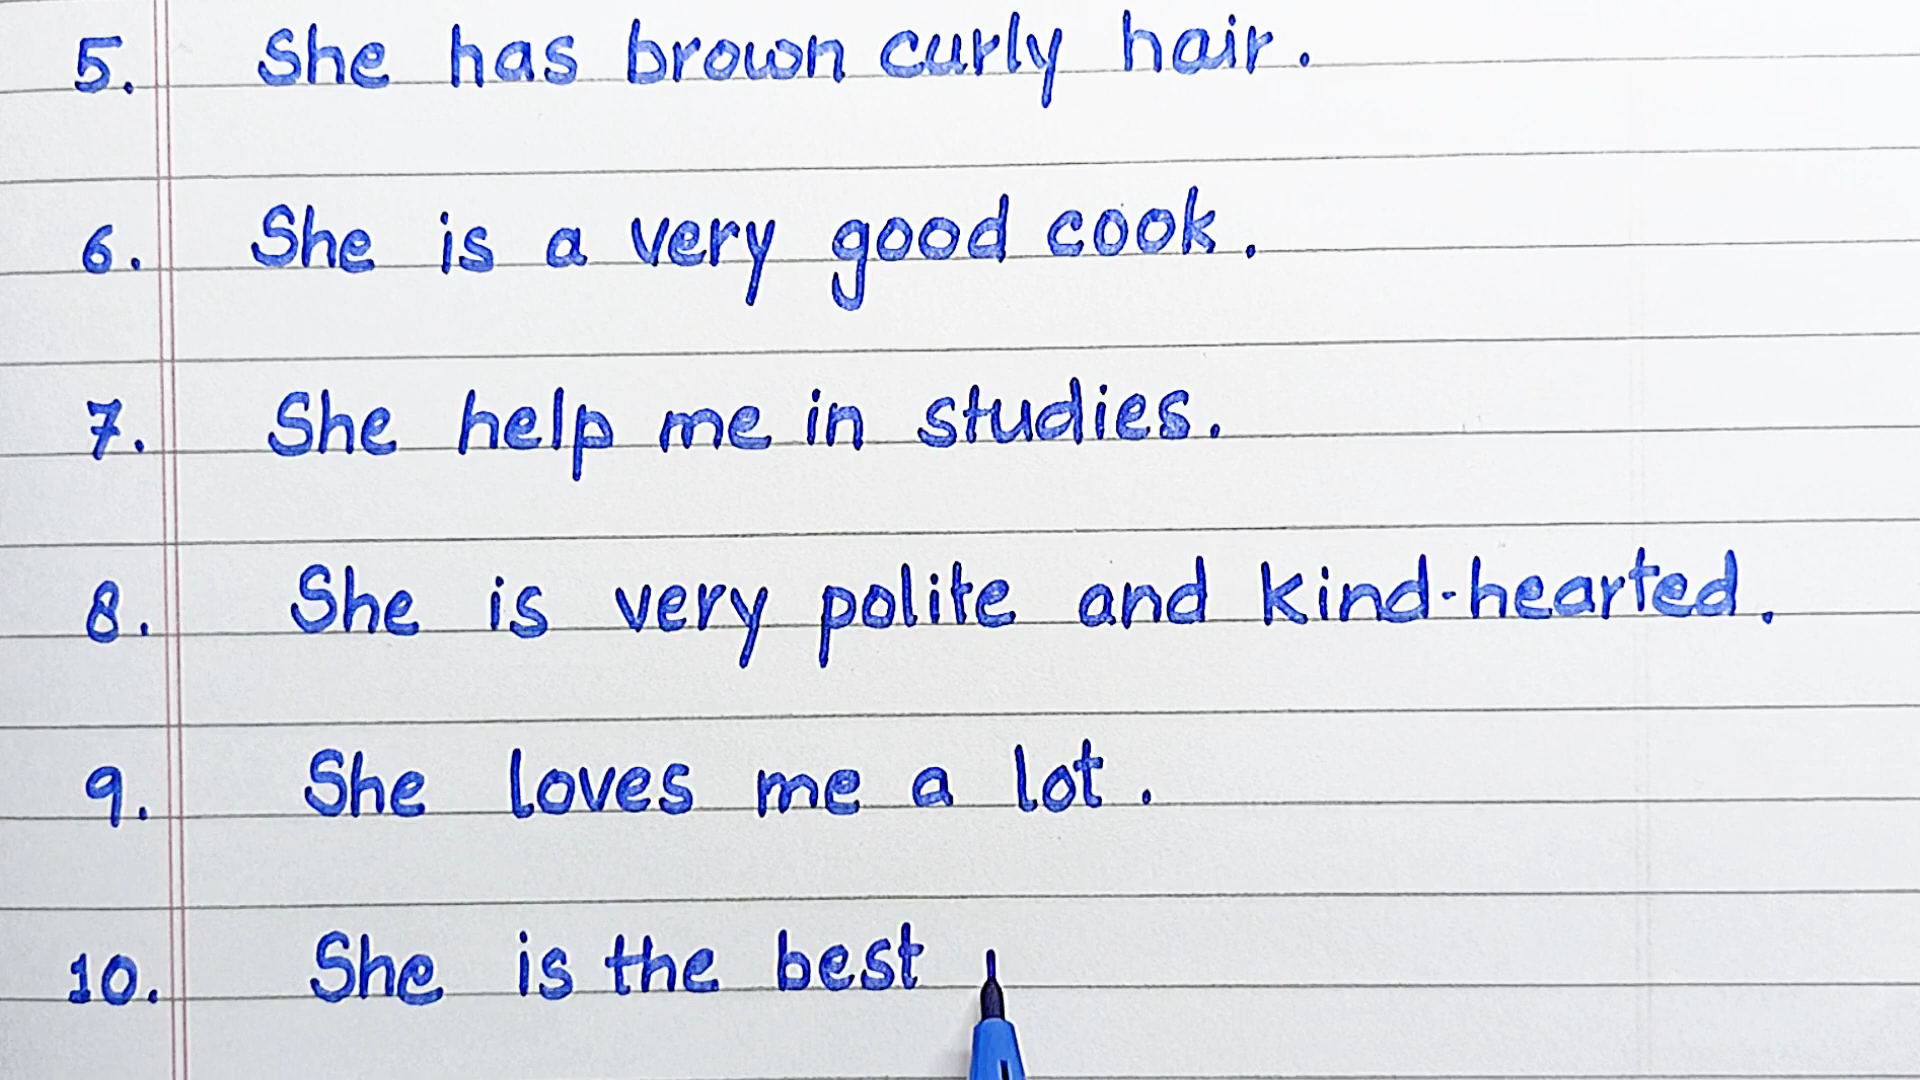 5. She has brown curly hair.
6. She is a very good cook.
7. She help me in studies.
8. She is very polite and kind-hearted.
9. She loves me a lot.
10. She is the best